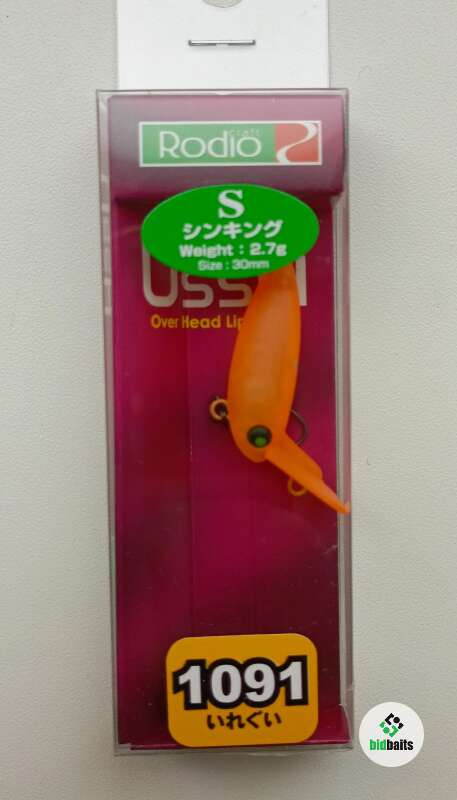 Rodio craft
S
シンキング
Weight : 2.7g
Size : 30mm
Over Head
1091
いれぐい
bidbaits